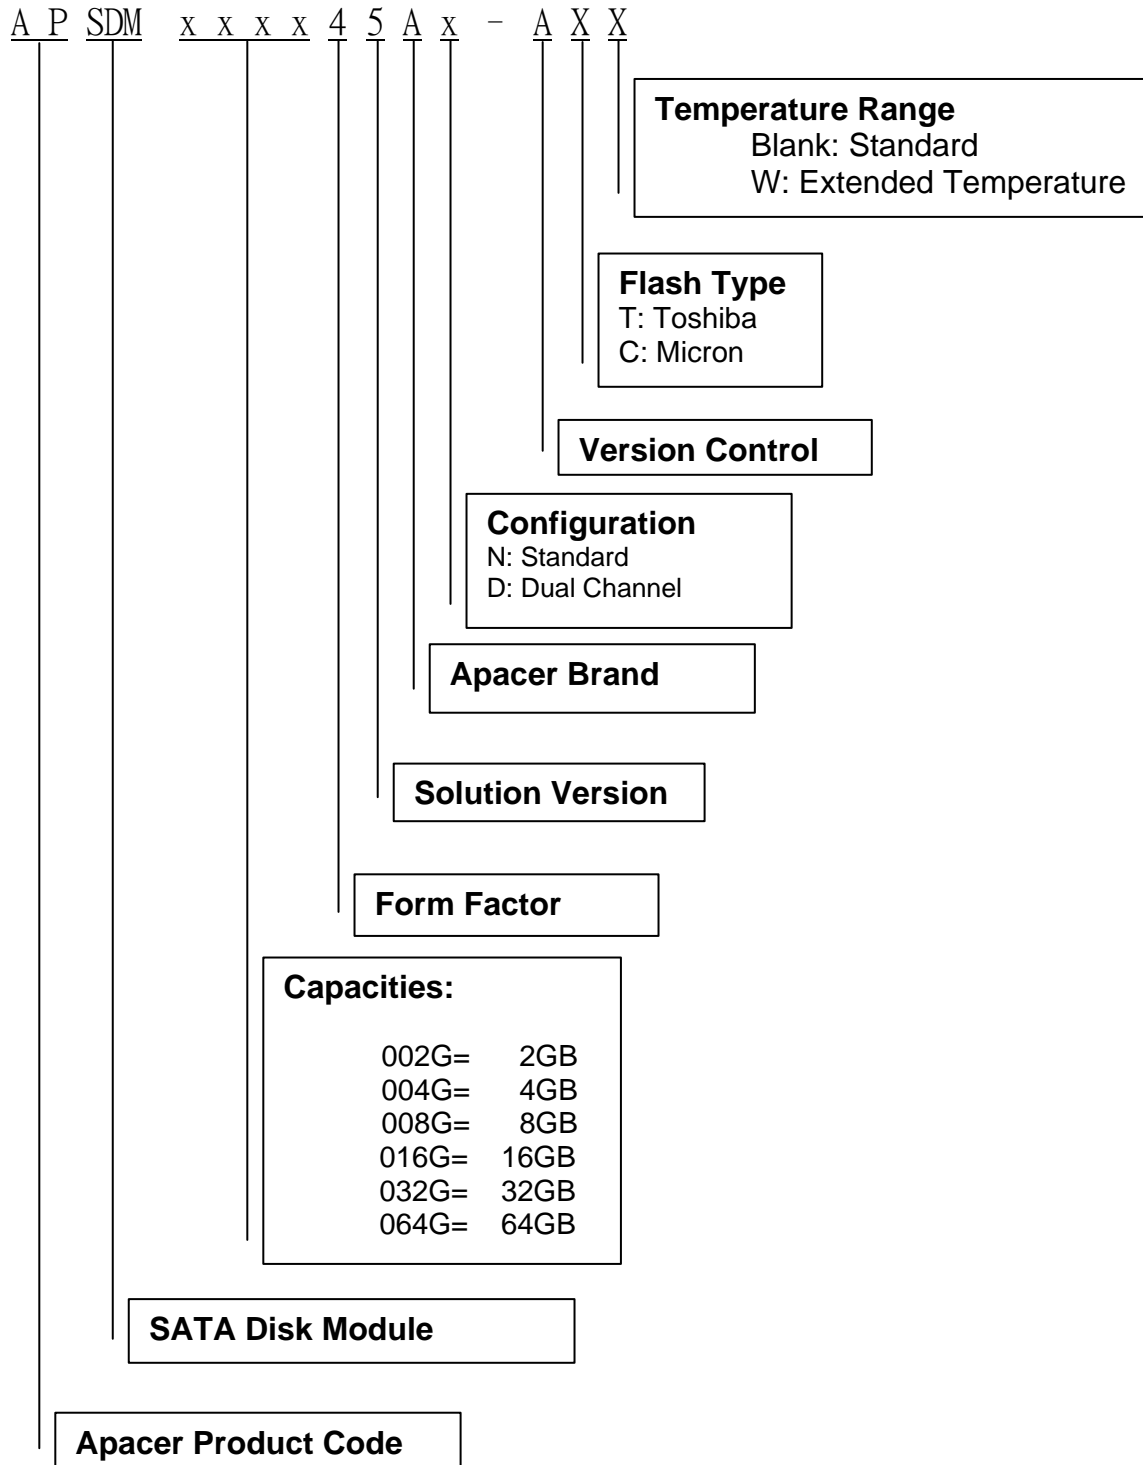 A P SDM x x x x 4 5 A x - A X X
Temperature Range
Blank: Standard
W: Extended Temperature
Flash Type
T: Toshiba
C: Micron
Version Control
Configuration
N: Standard
D: Dual Channel
Apacer Brand
Solution Version
Form Factor
Capacities:
002G= 2GB
004G= 4GB
008G= 8GB
016G= 16GB
032G= 32GB
064G= 64GB
SATA Disk Module
Apacer Product Code